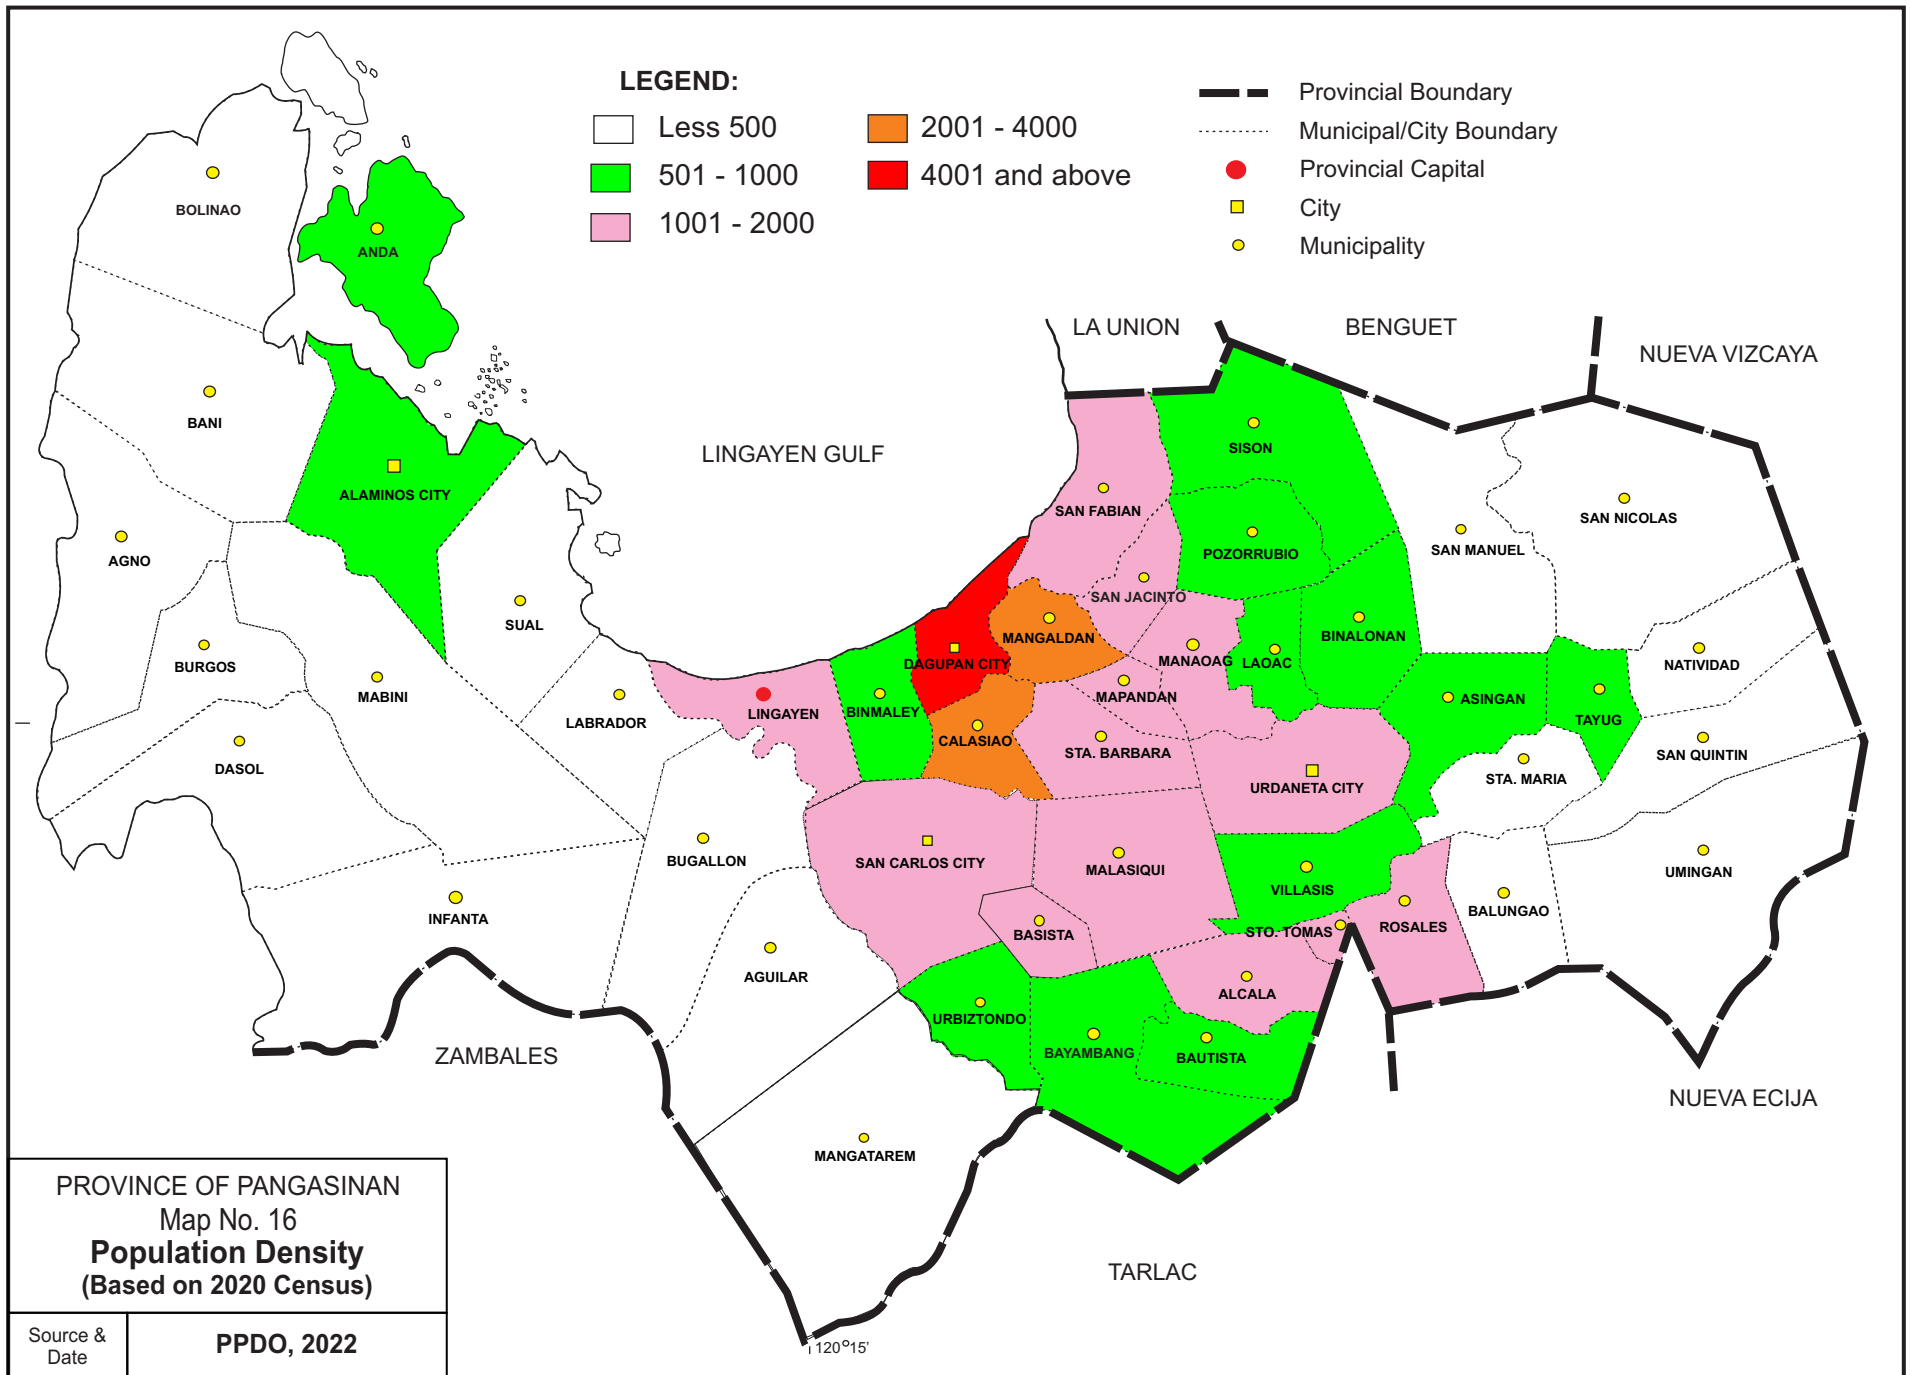 LEGEND:
Less 500
501 - 1000
1001 - 2000
2001 - 4000
4001 and above
Provincial Boundary
Municipal/City Boundary
Provincial Capital
City
Municipality
BOLINAO
ANDA
LA UNION
BENGUET
NUEVA VIZCAYA
BANI
LINGAYEN GULF
SISON
ALAMINOS CITY
SAN FABIAN
SAN NICOLAS
AGNO
POZORRUBIO
SAN MANUEL
SAN JACINTO
SUAL
MANGALDAN
BINALONAN
BURGOS
DAGUPAN CITY
MANAOAG
LAOAC
NATIVIDAD
MABINI
MAPANDAN
ASINGAN
LABRADOR
LINGAYEN
BINMALEY
TAYUG
DASOL
CALASIAO
STA. BARBARA
SAN QUINTIN
STA. MARIA
URDANETA CITY
BUGALLON
SAN CARLOS CITY
MALASIQUI
UMINGAN
VILLASIS
INFANTA
BASISTA
STO. TOMAS
ROSALES
BALUNGAO
AGUILAR
ALCALA
URBIZTONDO
BAYAMBANG
BAUTISTA
ZAMBALES
NUEVA ECIJA
MANGATAREM
TARLAC
120°15'
PROVINCE OF PANGASINAN
Map No. 16
Population Density
(Based on 2020 Census)
Source &
Date
PPDO, 2022